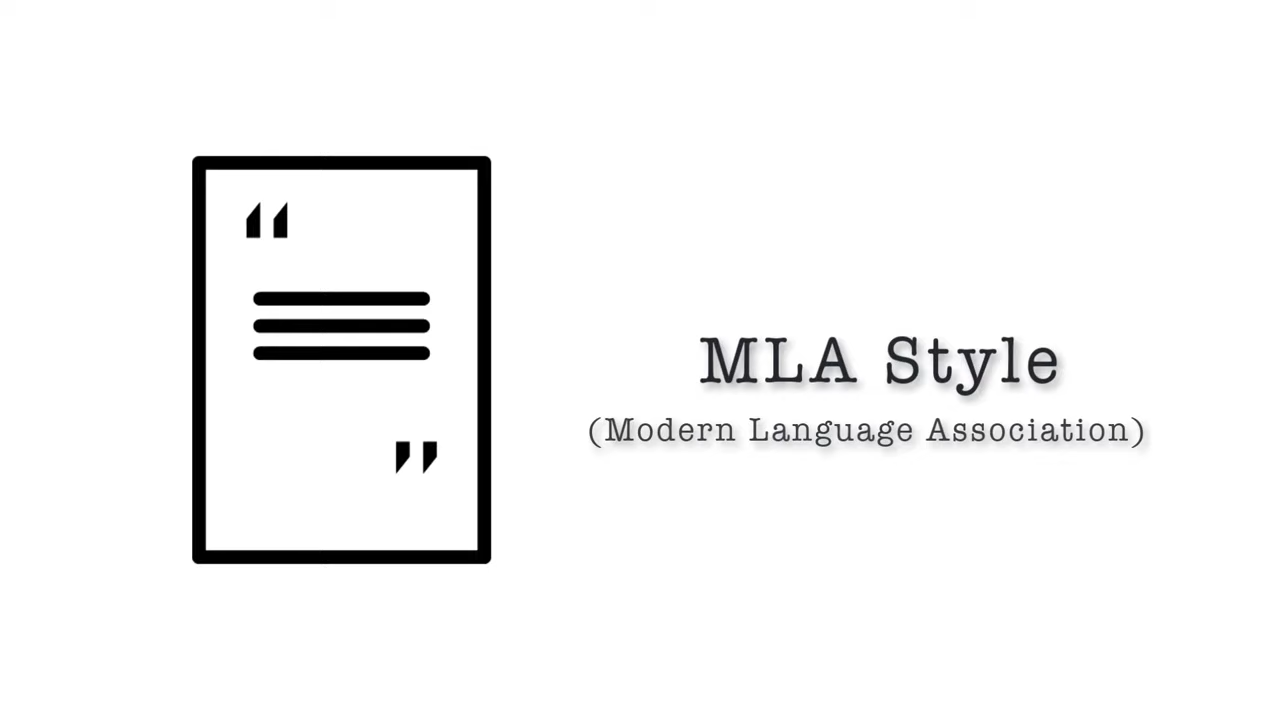 “
”
MLA Style
(Modern Language Association)